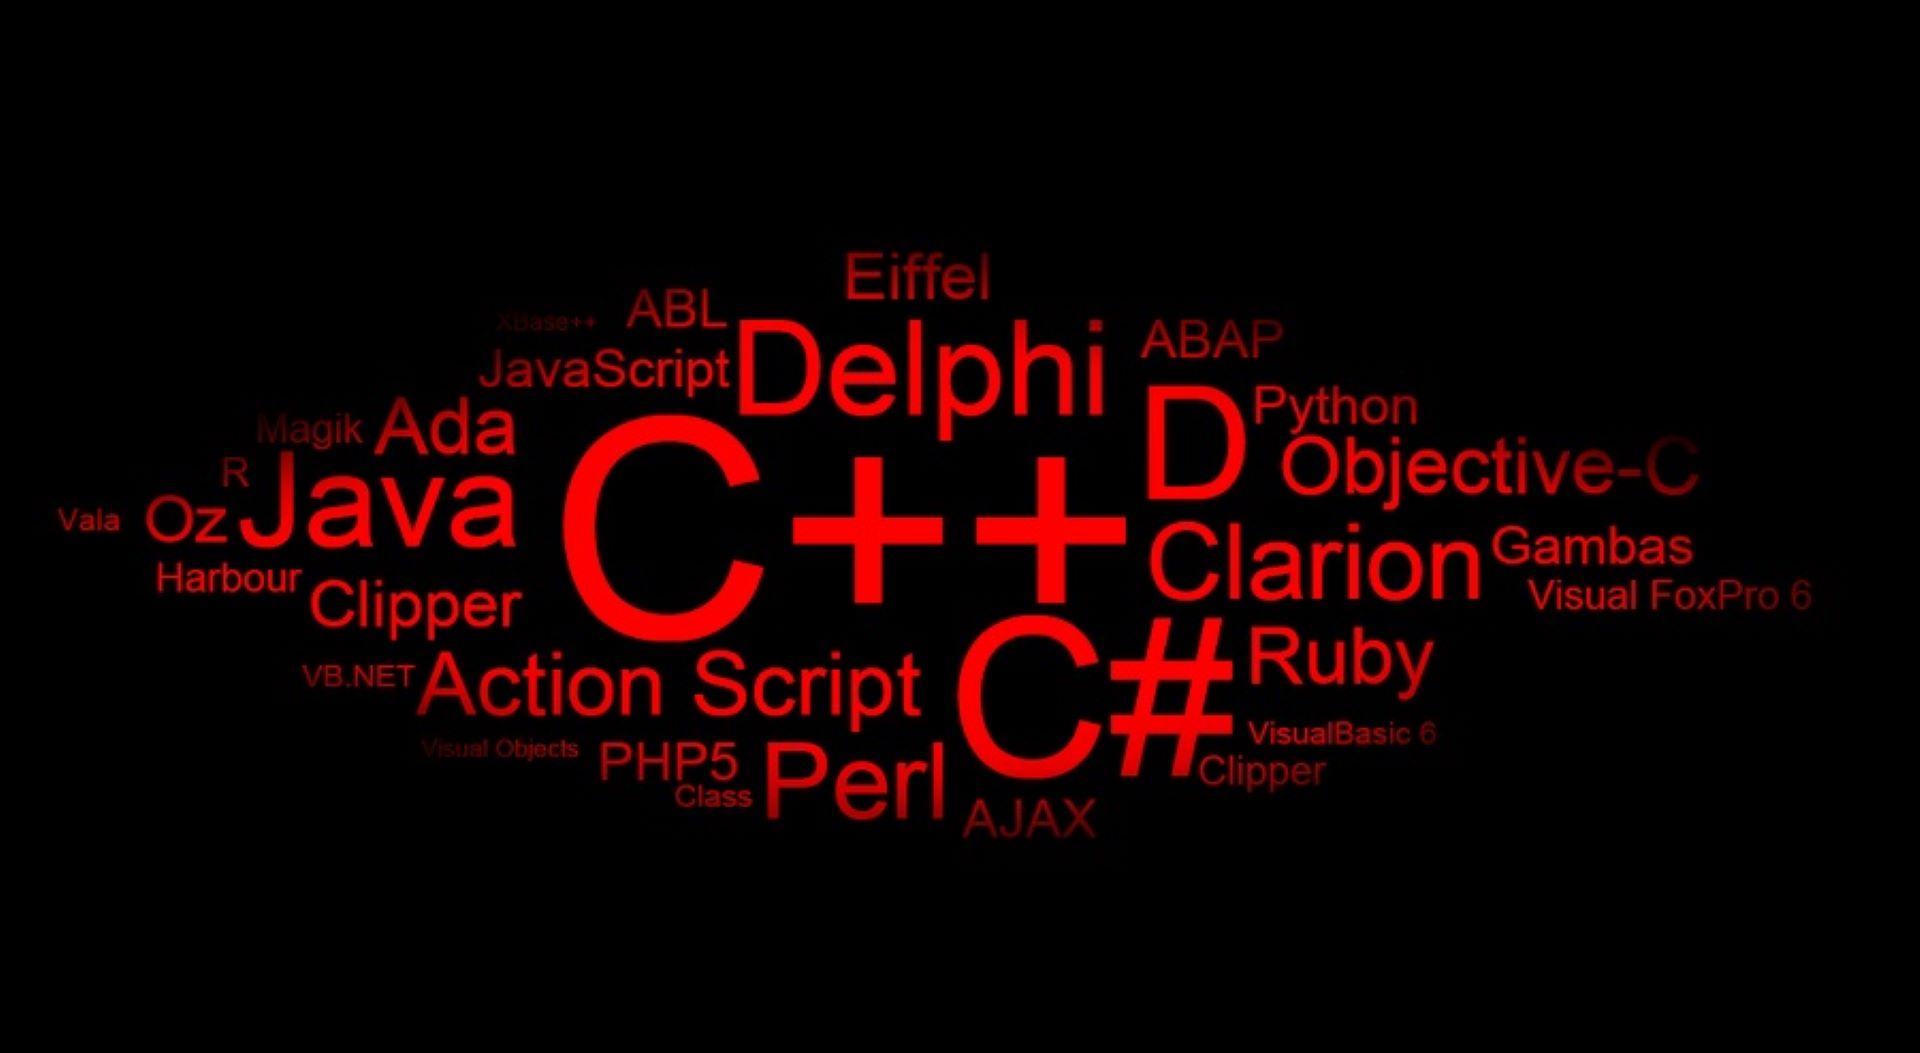 Eiffel
XBase++
ABL
Delphi
ABAP
JavaScript
Python
Magik
Ada
C++
D
Objective-C
R
Java
Vala
Oz
Clarion
Gambas
Harbour
Clipper
Visual FoxPro 6
VB.NET
Action Script
C#
Ruby
Visual Objects
PHP5
Perl
VisualBasic 6
Class
Clipper
AJAX